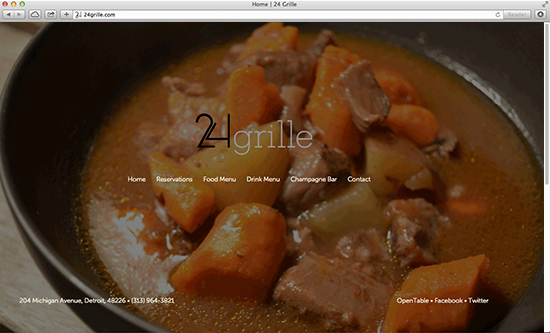 Home | 24 Grille
24grille.com
Reader
24grille
Home Reservations Food Menu Drink Menu Champagne Bar Contact
204 Michigan Avenue, Detroit, 48226 • (313) 964-3821
OpenTable • Facebook • Twitter